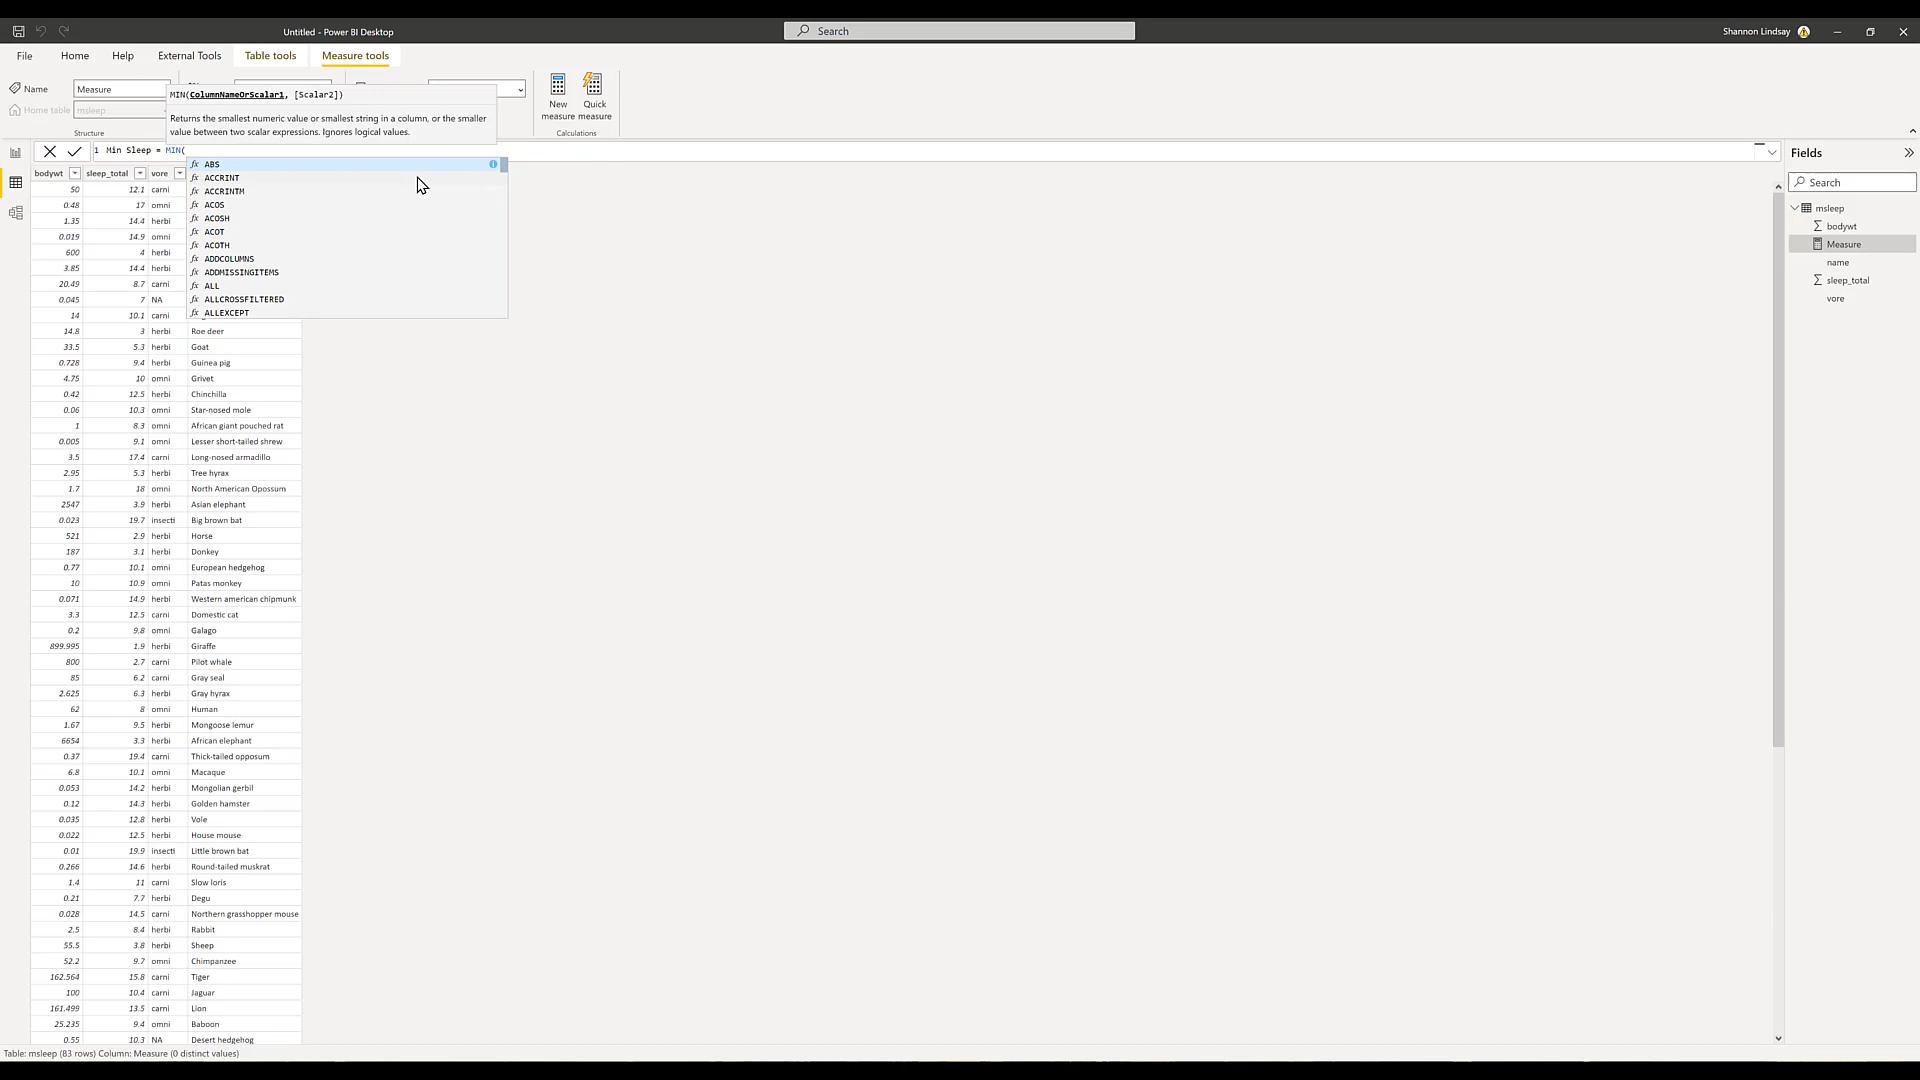 Untitled - Power BI Desktop
Search
Shannon Lindsay
File Home Help External Tools Table tools Measure tools
Name Measure
Home table msleep
Structure
New measure
Quick measure
Calculations
MIN(ColumnNameOrScalar1, [Scalar2])
Returns the smallest numeric value or smallest string in a column, or the smaller
value between two scalar expressions. Ignores logical values.
1 Min Sleep = MIN(
ABS
ACCRINT
ACCRINTM
ACOS
ACOSH
ACOT
ACOTH
ADDCOLUMNS
ADDMISSINGITEMS
ALL
ALLCROSSFILTERED
ALLEXCEPT
bodywt sleep_total vore
50 12.1 carni
0.48 17 omni
1.35 14.4 herbi
0.019 14.9 omni
600 4 herbi
3.85 14.4 herbi
20.49 8.7 carni
0.045 7 NA
14 10.1 carni
14.8 3 herbi Roe deer
33.5 5.3 herbi Goat
0.728 9.4 herbi Guinea pig
4.75 10 omni Grivet
0.42 12.5 herbi Chinchilla
0.06 10.3 omni Star-nosed mole
1 8.3 omni African giant pouched rat
0.005 9.1 omni Lesser short-tailed shrew
3.5 17.4 carni Long-nosed armadillo
2.95 5.3 herbi Tree hyrax
1.7 18 omni North American Opossum
2547 3.9 herbi Asian elephant
0.023 19.7 insecti Big brown bat
521 2.9 herbi Horse
187 3.1 herbi Donkey
0.77 10.1 omni European hedgehog
10 10.9 omni Patas monkey
0.071 14.9 herbi Western american chipmunk
3.3 12.5 carni Domestic cat
0.2 9.8 omni Galago
899.995 1.9 herbi Giraffe
800 2.7 carni Pilot whale
85 6.2 carni Gray seal
2.625 6.3 herbi Gray hyrax
62 8 omni Human
1.67 9.5 herbi Mongoose lemur
6654 3.3 herbi African elephant
0.37 19.4 carni Thick-tailed opposum
6.8 10.1 omni Macaque
0.053 14.2 herbi Mongolian gerbil
0.12 14.3 herbi Golden hamster
0.035 12.8 herbi Vole
0.022 12.5 herbi House mouse
0.01 19.9 insecti Little brown bat
0.266 14.6 herbi Round-tailed muskrat
1.4 11 carni Slow loris
0.21 7.7 herbi Degu
0.028 14.5 carni Northern grasshopper mouse
2.5 8.4 herbi Rabbit
55.5 3.8 herbi Sheep
52.2 9.7 omni Chimpanzee
162.564 15.8 carni Tiger
100 10.4 carni Jaguar
161.499 13.5 carni Lion
25.235 9.4 omni Baboon
0.55 10.3 NA Desert hedgehog
Fields
Search
msleep
bodywt
Measure
name
sleep_total
vore
Table: msleep (83 rows) Column: Measure (0 distinct values)